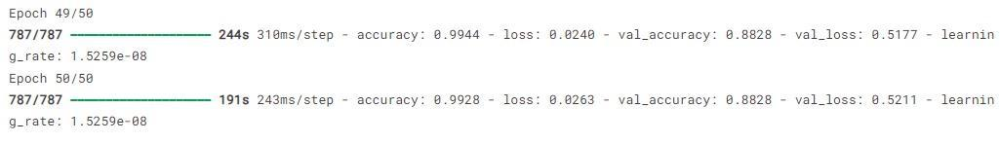 Epoch 49/50
787/787 ━━━━━━━━━━━━━━━━━━━━ 244s 310ms/step - accuracy: 0.9944 - loss: 0.0240 - val_accuracy: 0.8828 - val_loss: 0.5177 - learnin
g_rate: 1.5259e-08
Epoch 50/50
787/787 ━━━━━━━━━━━━━━━━━━━━ 191s 243ms/step - accuracy: 0.9928 - loss: 0.0263 - val_accuracy: 0.8828 - val_loss: 0.5211 - learnin
g_rate: 1.5259e-08